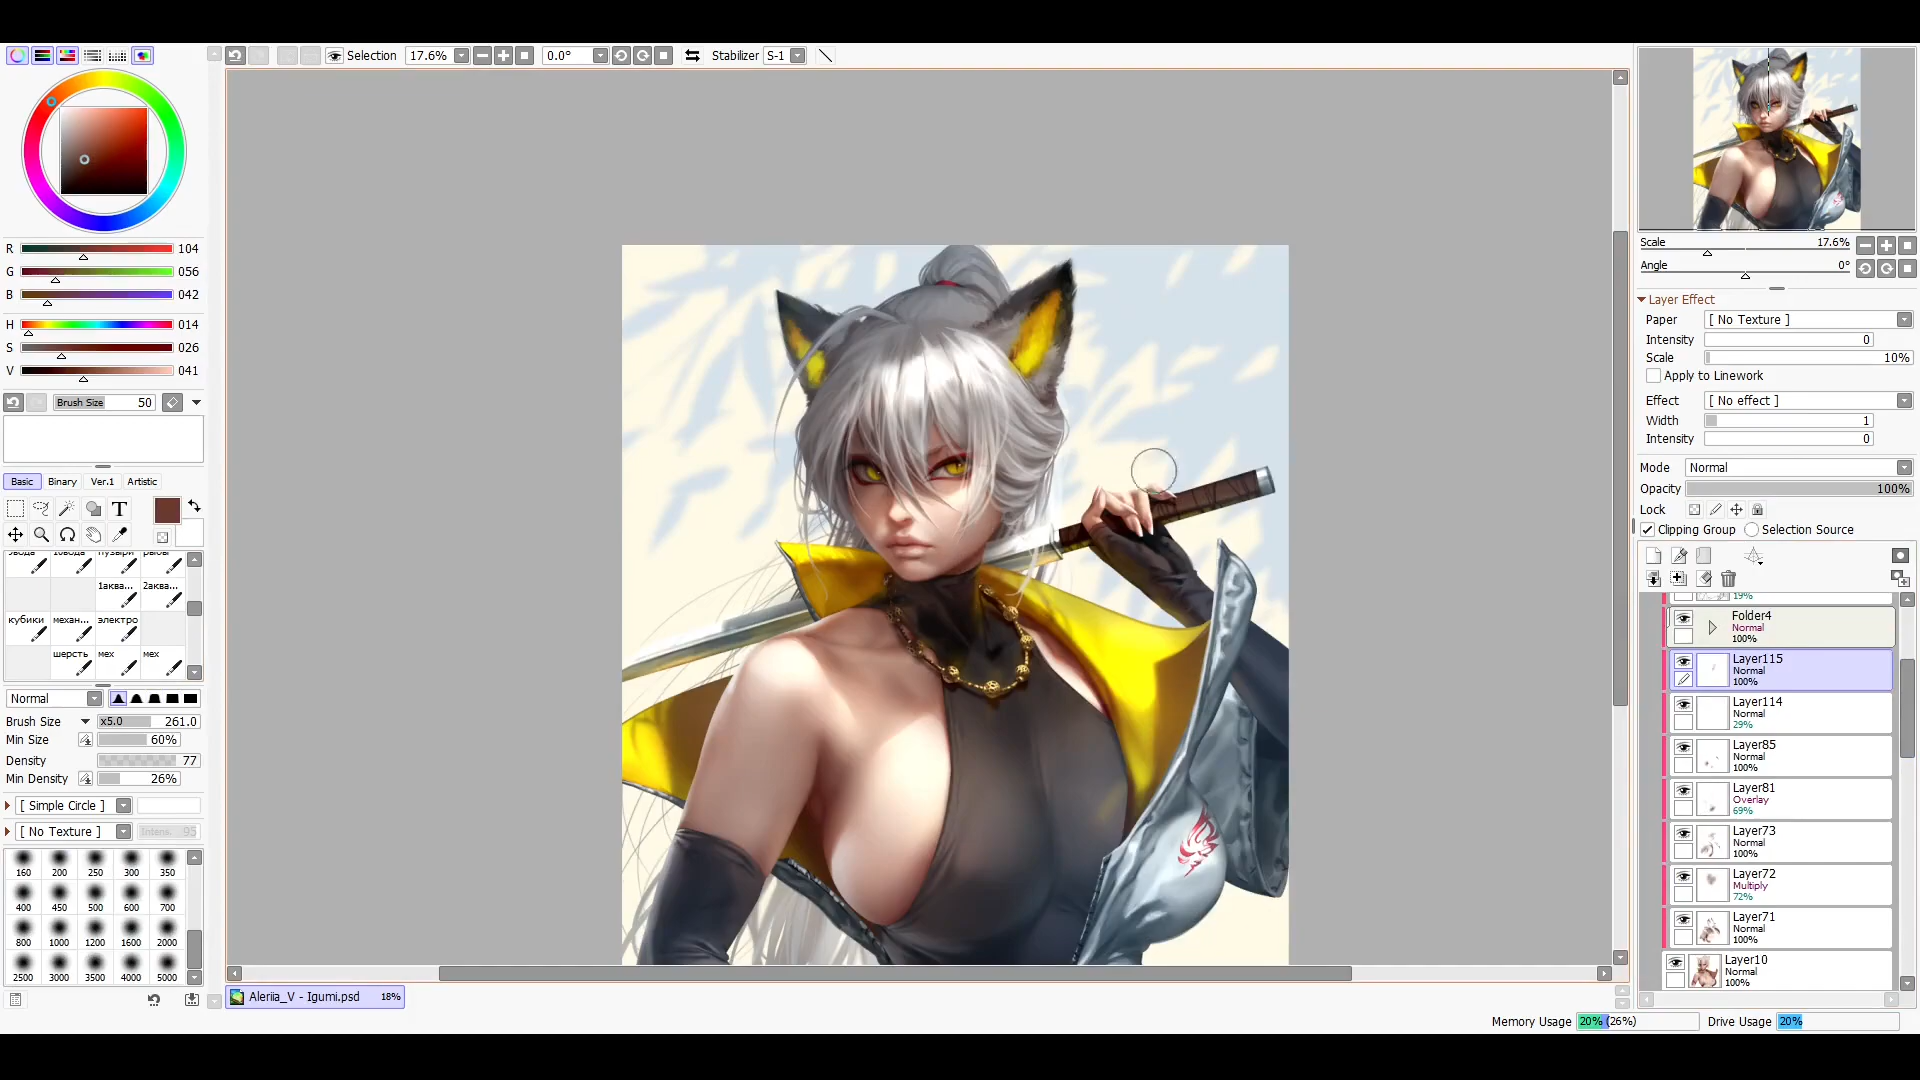 Selection 17.6% 0.0° Stabilizer S-1
R 104
G 056
B 042
H 014
S 026
V 041
Brush Size 50
Basic Binary Ver.1 Artistic
T
1аква... 2аква...
кубики механ... электро
шерсть мех мех
Normal
Brush Size x5.0 261.0
Min Size 60%
Density 77
Min Density 26%
[ Simple Circle ]
[ No Texture ] Intens. 95
160 200 250 300 350
400 450 500 600 700
800 1000 1200 1600 2000
2500 3000 3500 4000 5000
Aleriia_V - Igumi.psd 18%
Scale 17.6%
Angle 0°
Layer Effect
Paper [ No Texture ]
Intensity 0
Scale 10%
Apply to Linework
Effect [ No effect ]
Width 1
Intensity 0
Mode Normal
Opacity 100%
Lock
Clipping Group Selection Source
19%
Folder4
Normal
100%
Layer115
Normal
100%
Layer114
Normal
29%
Layer85
Normal
100%
Layer81
Overlay
69%
Layer73
Normal
100%
Layer72
Multiply
72%
Layer71
Normal
100%
Layer10
Normal
100%
Memory Usage 20% (26%) Drive Usage 20%